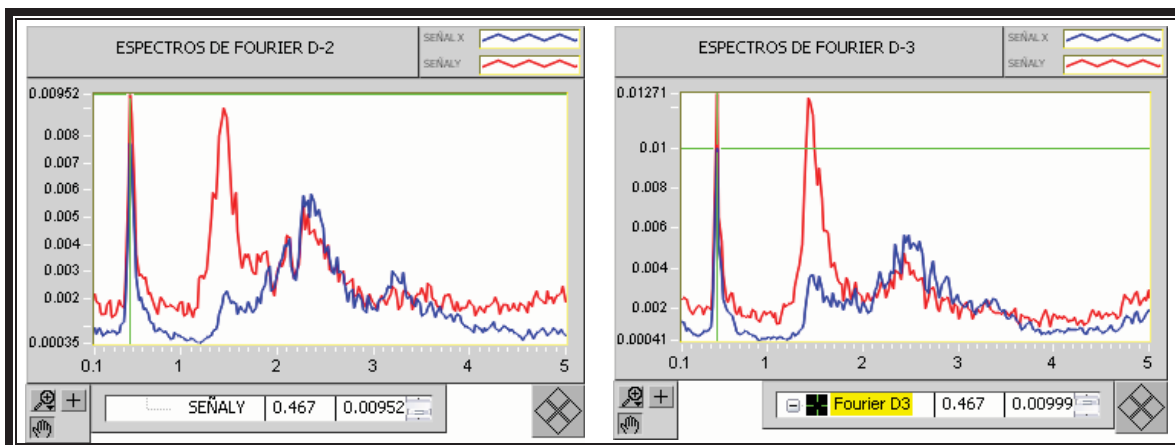 ESPECTROS DE FOURIER D-2
SEÑAL X
SEÑALY
0.00952
0.008
0.007
0.006
0.005
0.004
0.003
0.002
0.00035
0.1 1 2 3 4 5
SEÑALY 0.467 0.00952
ESPECTROS DE FOURIER D-3
SEÑAL X
SEÑALY
0.01271
0.01
0.008
0.006
0.004
0.002
0.00041
0.1 1 2 3 4 5
Fourier D3 0.467 0.00999